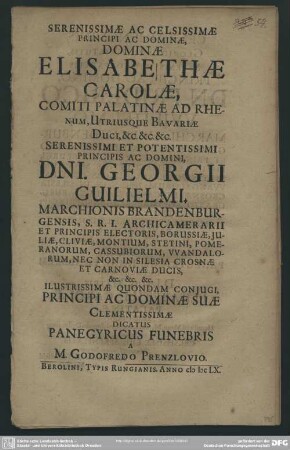 SERENISSIMÆ AC CELSISSIMÆ
PRINCIPI AC DOMINÆ,
DOMINÆ
ELISABETHÆ
CAROLÆ,
COMITI PALATINÆ AD RHE-
NUM, UTRIUSQUE BAVARIÆ
DUCI, &c. &c. &c.
SERENISSIMI ET POTENTISSIMI
PRINCIPIS AC DOMINI,
DNI. GEORGII
GUILIELMI,
MARCHIONIS BRANDENBUR-
GENSIS, S. R. I. ARCHICAMERARII
ET PRINCIPIS ELECTORIS, BORUSSIÆ, JU-
LIÆ, CLIVIÆ, MONTIUM, STETINI, POME-
RANORUM, CASSUBIORUM, VVANDALO-
RUM, NEC NON IN SILESIA CROSNÆ
ET CARNOVIÆ DUCIS,
&c. &c. &c.
ILUSTRISSIMÆ QUONDAM CONJUGI,
PRINCIPI AC DOMINÆ SUÆ
CLEMENTISSIMÆ
DICATUS
PANEGYRICUS FUNEBRIS
A
M. GODOFREDO PRENZLOVIO.
BEROLINI, TYPIS RUNGIANIS. ANNO cIɔ Iɔc LX.
DFG